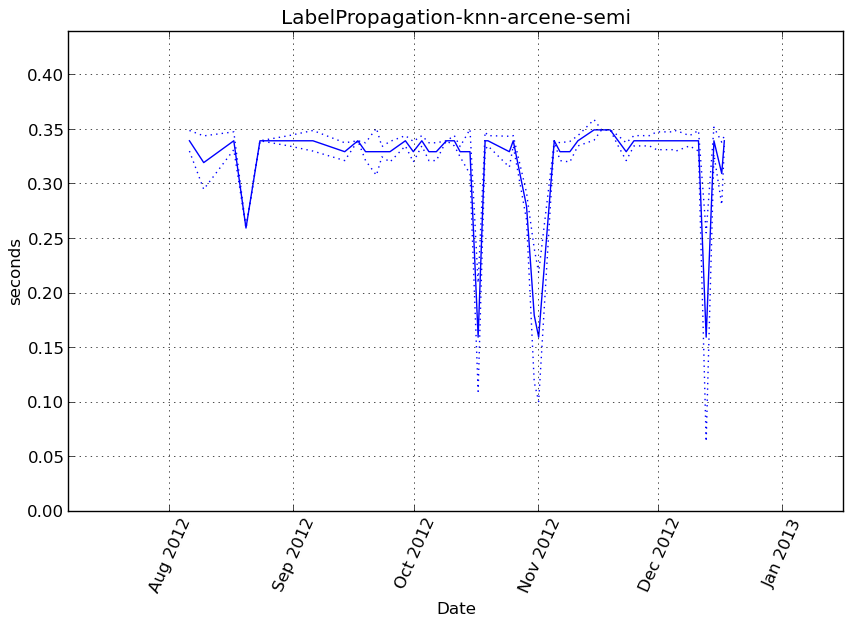 LabelPropagation-knn-arcene-semi
0.40
0.35
0.30
0.25
0.20
0.15
0.10
0.05
0.00
seconds
Aug 2012
Sep 2012
Oct 2012
Nov 2012
Dec 2012
Jan 2013
Date